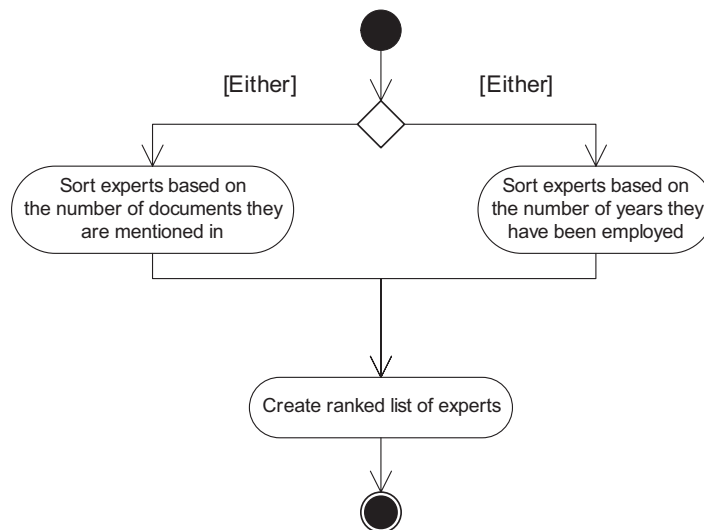 [Either]
[Either]
Sort experts based on
the number of documents they
are mentioned in
Sort experts based on
the number of years they
have been employed
Create ranked list of experts